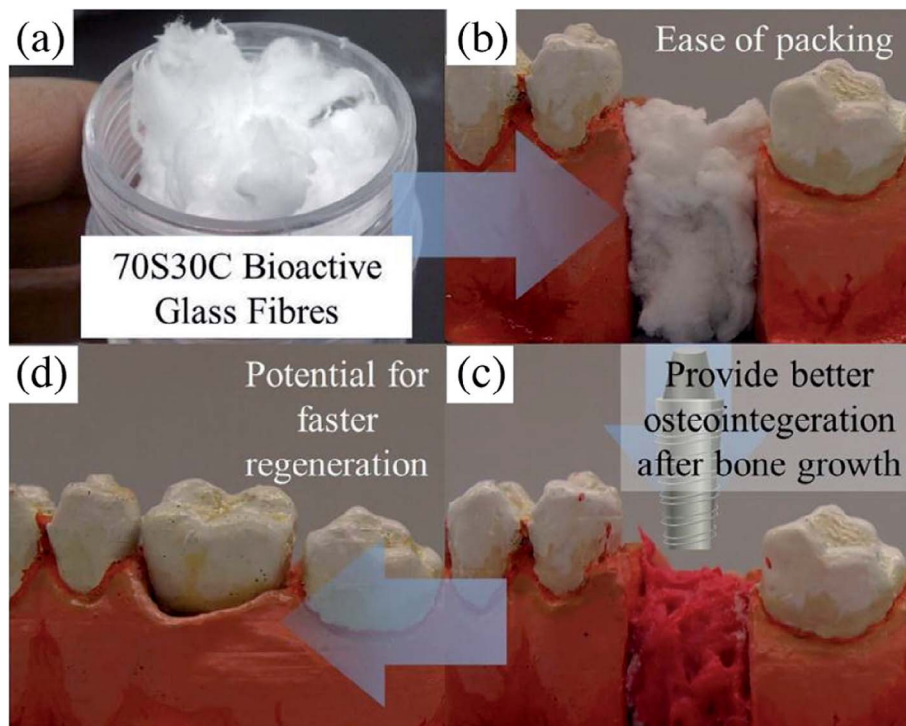 (a)
70S30C Bioactive
Glass Fibres
(b)
Ease of packing
(d)
Potential for
faster
regeneration
(c)
Provide better
osteointegeration
after bone growth